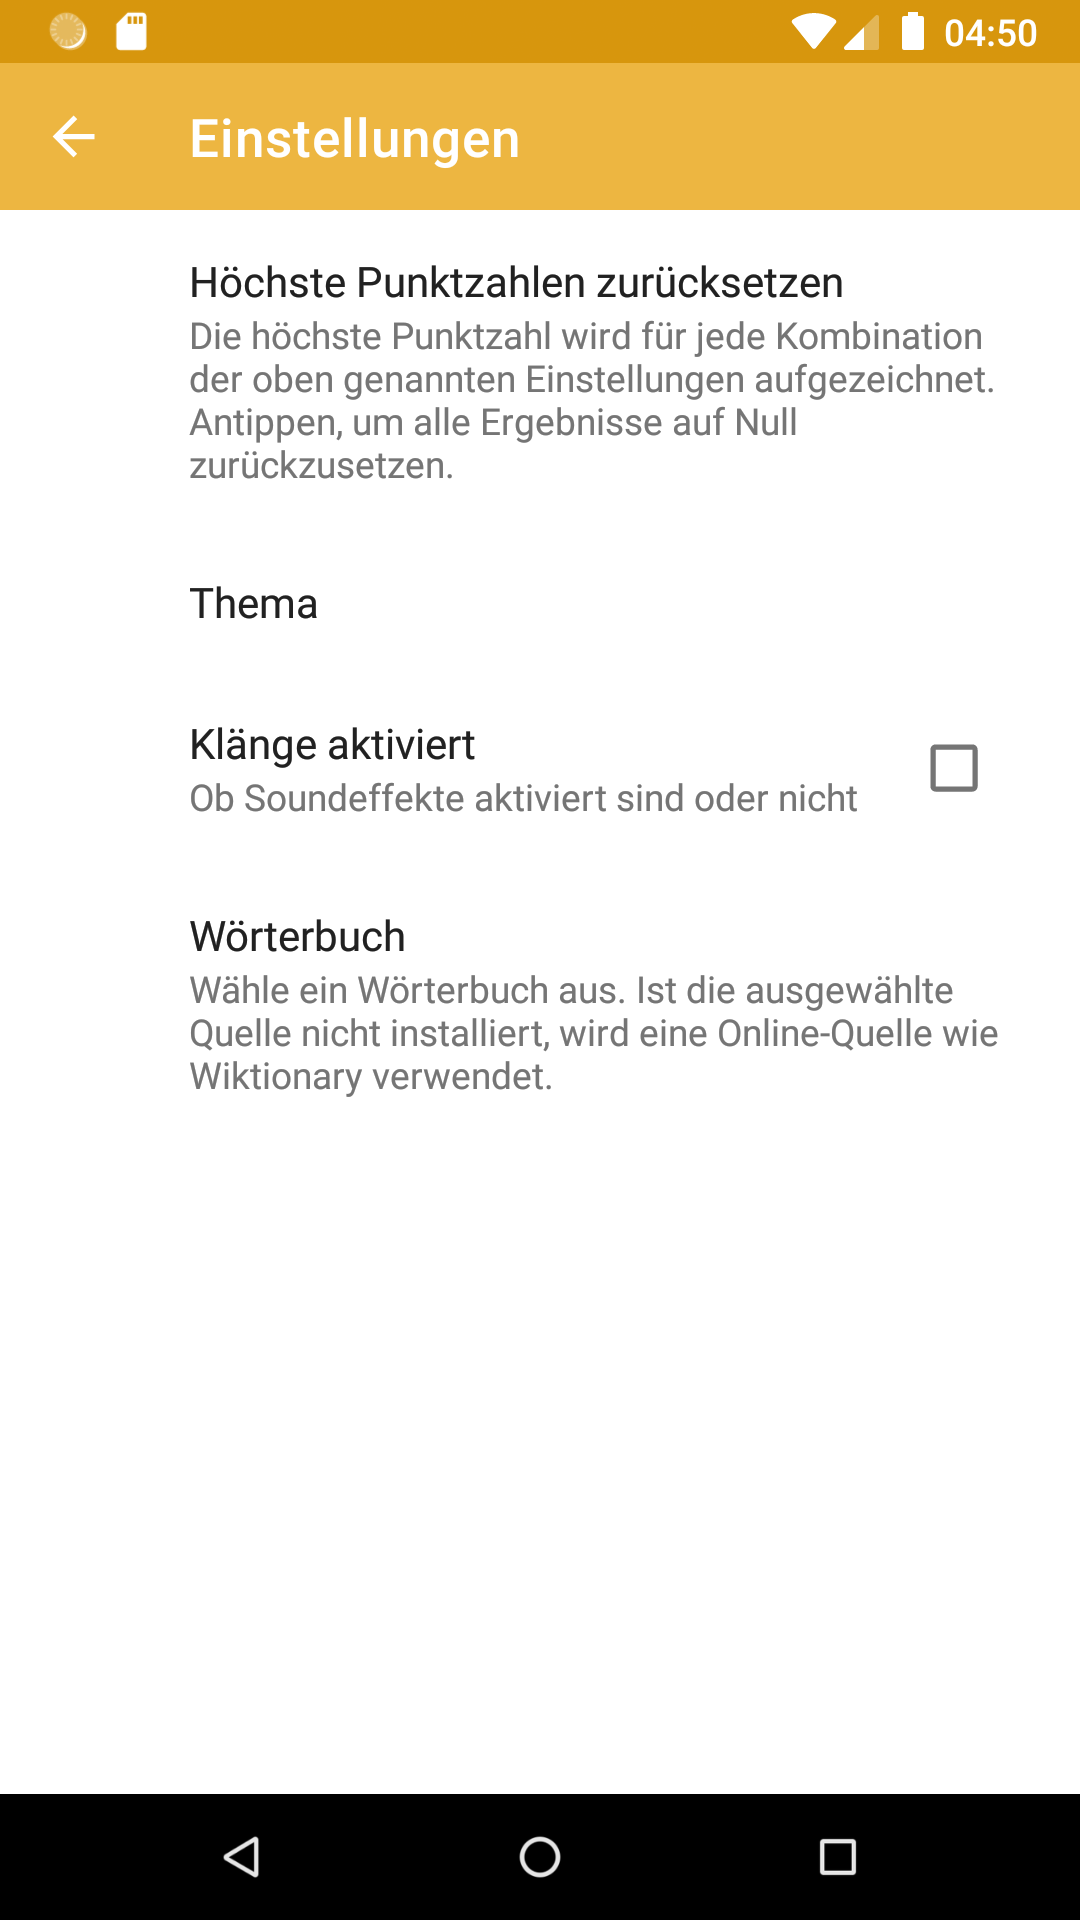 04:50
Einstellungen
Höchste Punktzahlen zurücksetzen
Die höchste Punktzahl wird für jede Kombination
der oben genannten Einstellungen aufgezeichnet.
Antippen, um alle Ergebnisse auf Null
zurückzusetzen.
Thema
Klänge aktiviert
Ob Soundeffekte aktiviert sind oder nicht
Wörterbuch
Wähle ein Wörterbuch aus. Ist die ausgewählte
Quelle nicht installiert, wird eine Online-Quelle wie
Wiktionary verwendet.